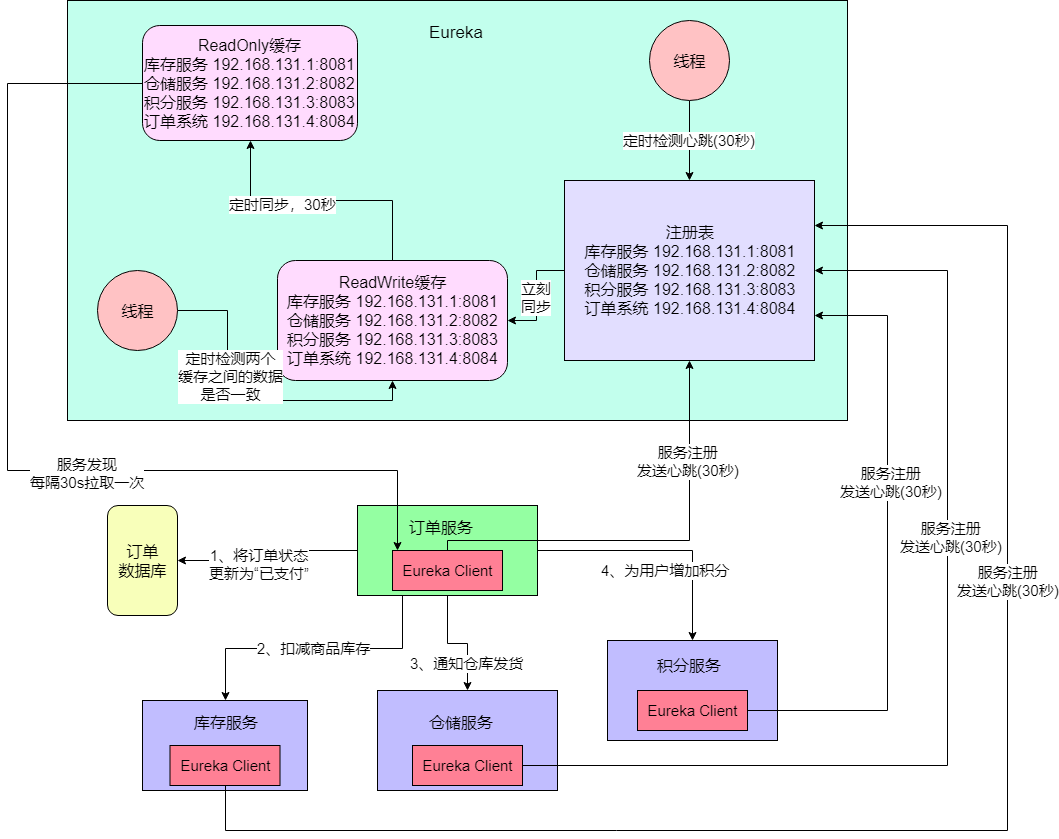 Eureka
ReadOnly缓存
库存服务 192.168.131.1:8081
仓储服务 192.168.131.2:8082
积分服务 192.168.131.3:8083
订单系统 192.168.131.4:8084
线程
定时检测心跳(30秒)
定时同步，30秒
注册表
库存服务 192.168.131.1:8081
仓储服务 192.168.131.2:8082
积分服务 192.168.131.3:8083
订单系统 192.168.131.4:8084
立刻
同步
ReadWrite缓存
库存服务 192.168.131.1:8081
仓储服务 192.168.131.2:8082
积分服务 192.168.131.3:8083
订单系统 192.168.131.4:8084
线程
定时检测两个
缓存之间的数据
是否一致
服务发现
每隔30s拉取一次
服务注册
发送心跳(30秒)
服务注册
发送心跳(30秒)
服务注册
发送心跳(30秒)
服务注册
发送心跳(30秒)
订单
数据库
1、将订单状态
更新为“已支付”
订单服务
Eureka Client
4、为用户增加积分
2、扣减商品库存
3、通知仓库发货
积分服务
Eureka Client
库存服务
Eureka Client
仓储服务
Eureka Client